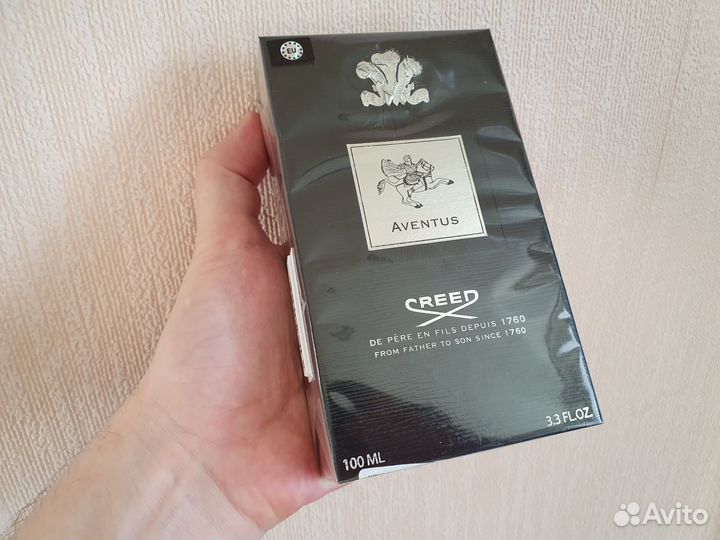 EU
AVENTUS
CREED
DE PÈRE EN FILS DEPUIS 1760
FROM FATHER TO SON SINCE 1760
100 ML
3.3 FL.OZ.
Avito